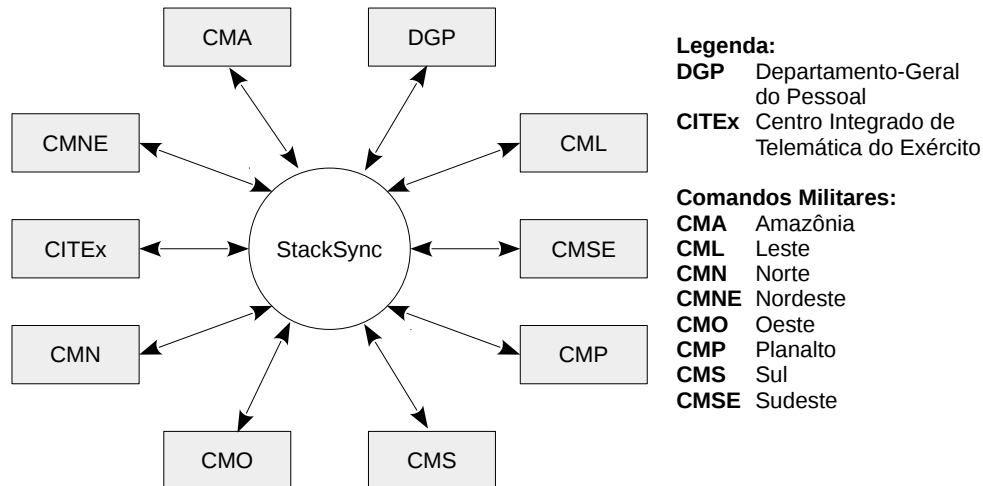 CMA
DGP
CMNE
CML
CITEx
StackSync
CMSE
CMN
CMP
CMO
CMS
Legenda:
DGP Departamento-Geral
do Pessoal
CITEx Centro Integrado de
Telemática do Exército
Comandos Militares:
CMA Amazônia
CML Leste
CMN Norte
CMNE Nordeste
CMO Oeste
CMP Planalto
CMS Sul
CMSE Sudeste